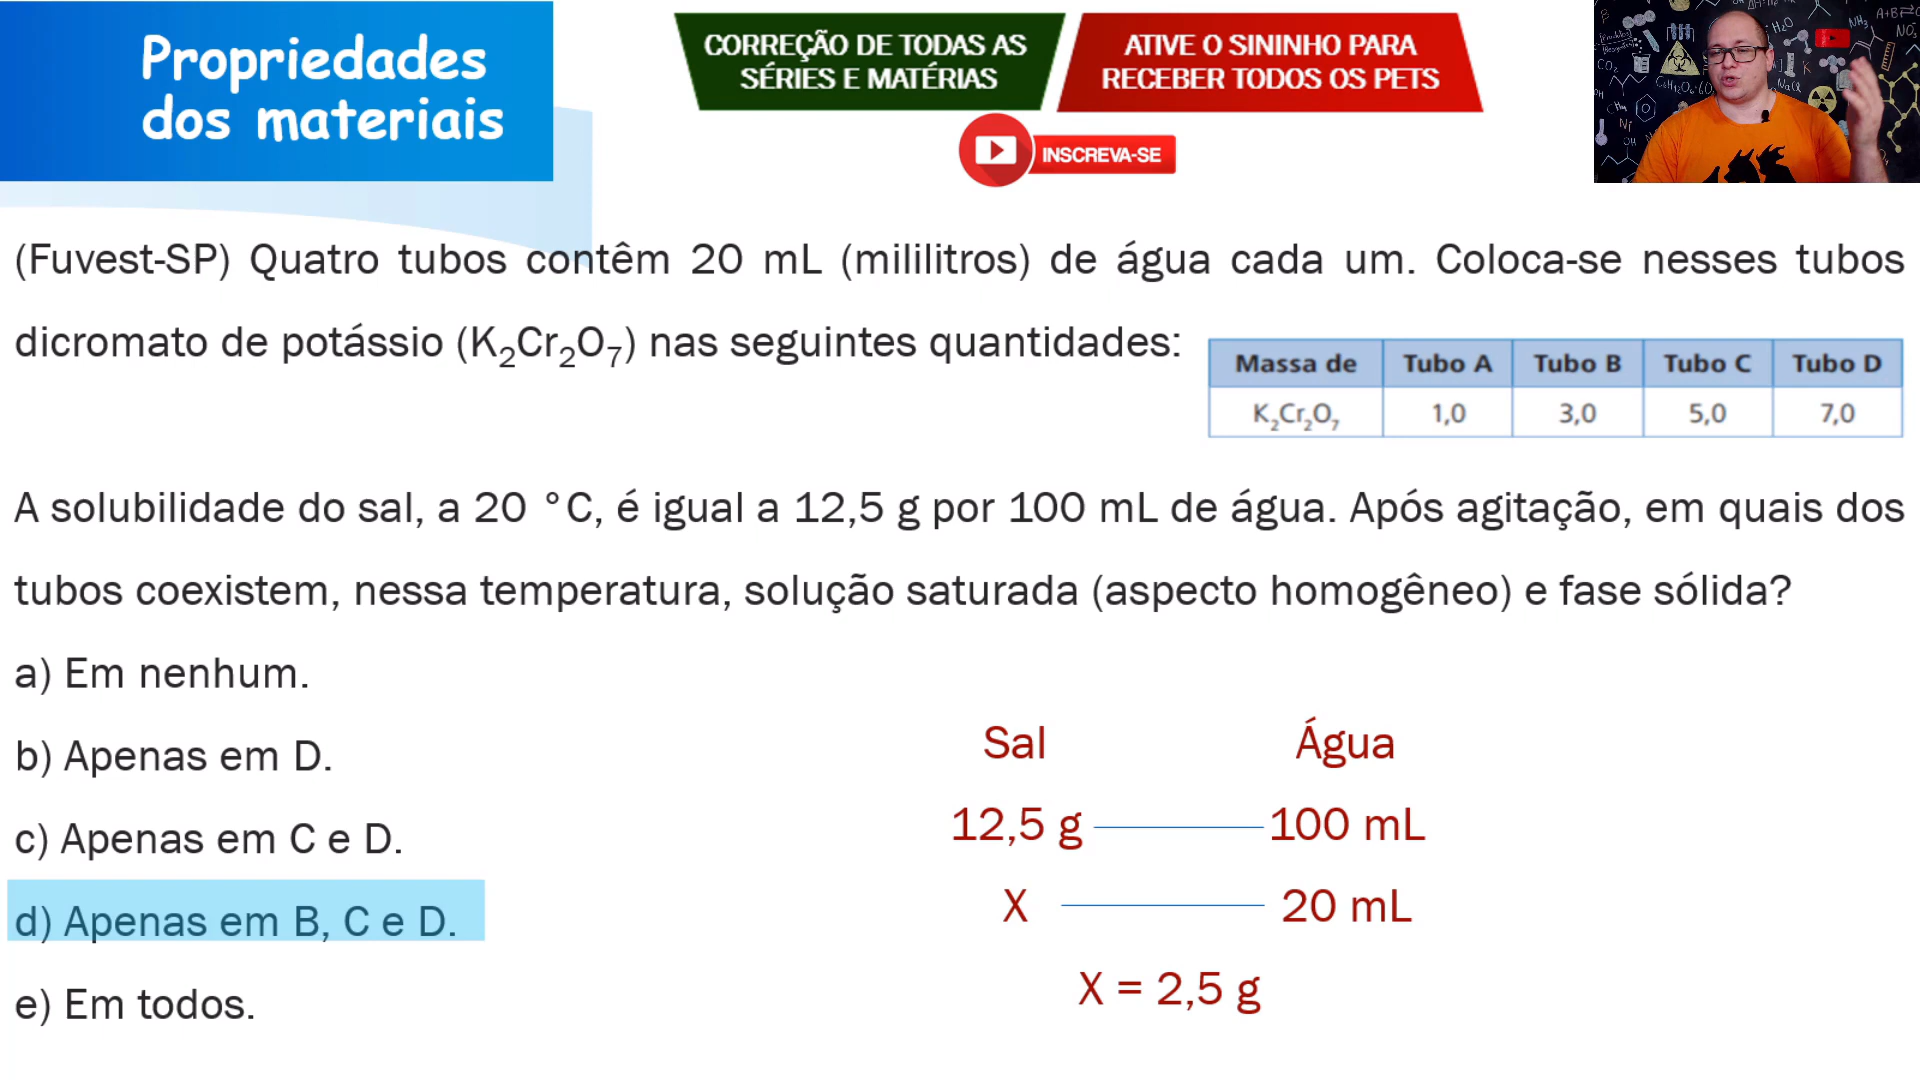 Propriedades
dos materiais
CORREÇÃO DE TODAS AS
SÉRIES E MATÉRIAS
ATIVE O SININHO PARA
RECEBER TODOS OS PETS
INSCREVA-SE
(Fuvest-SP) Quatro tubos contêm 20 mL (mililitros) de água cada um. Coloca-se nesses tubos
dicromato de potássio (K₂Cr₂O₇) nas seguintes quantidades:
Massa de Tubo A Tubo B Tubo C Tubo D
K₂Cr₂O₇ 1,0 3,0 5,0 7,0
A solubilidade do sal, a 20 °C, é igual a 12,5 g por 100 mL de água. Após agitação, em quais dos
tubos coexistem, nessa temperatura, solução saturada (aspecto homogêneo) e fase sólida?
a) Em nenhum.
b) Apenas em D.
c) Apenas em C e D.
d) Apenas em B, C e D.
e) Em todos.
Sal Água
12,5 g 100 mL
X 20 mL
X = 2,5 g